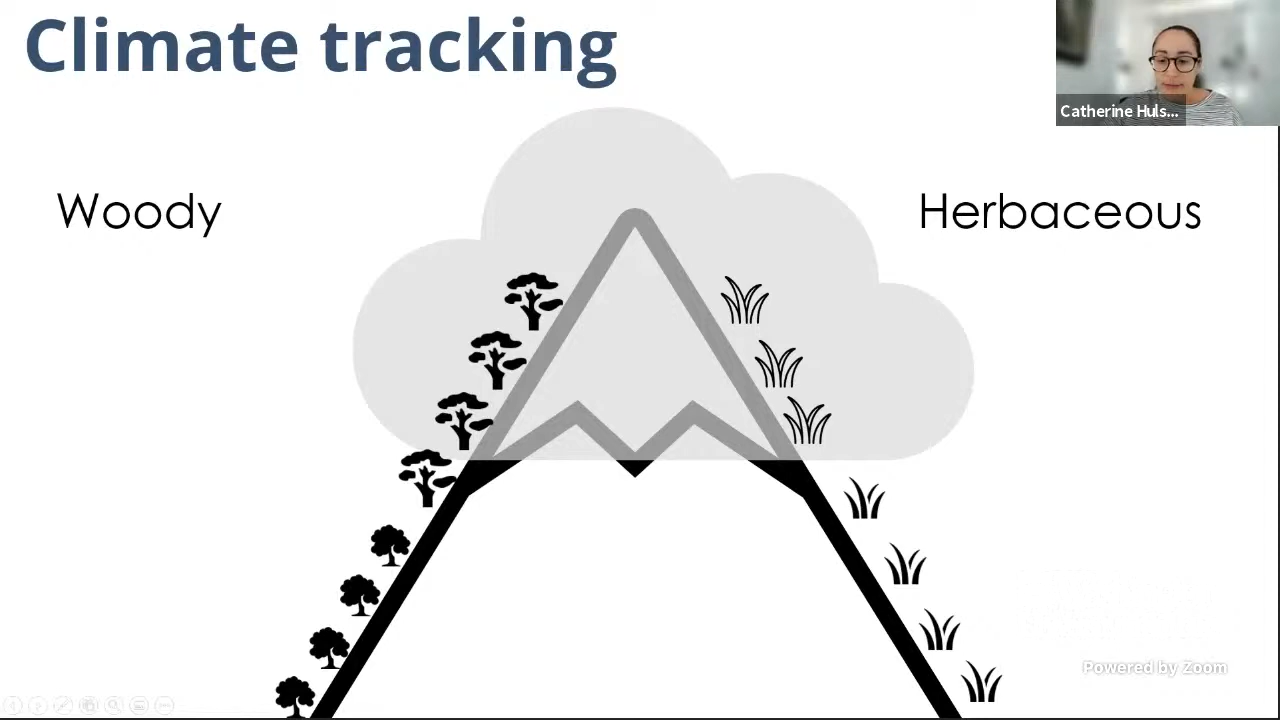 Climate tracking
Catherine Huls...
Woody
Herbaceous
Powered by Zoom